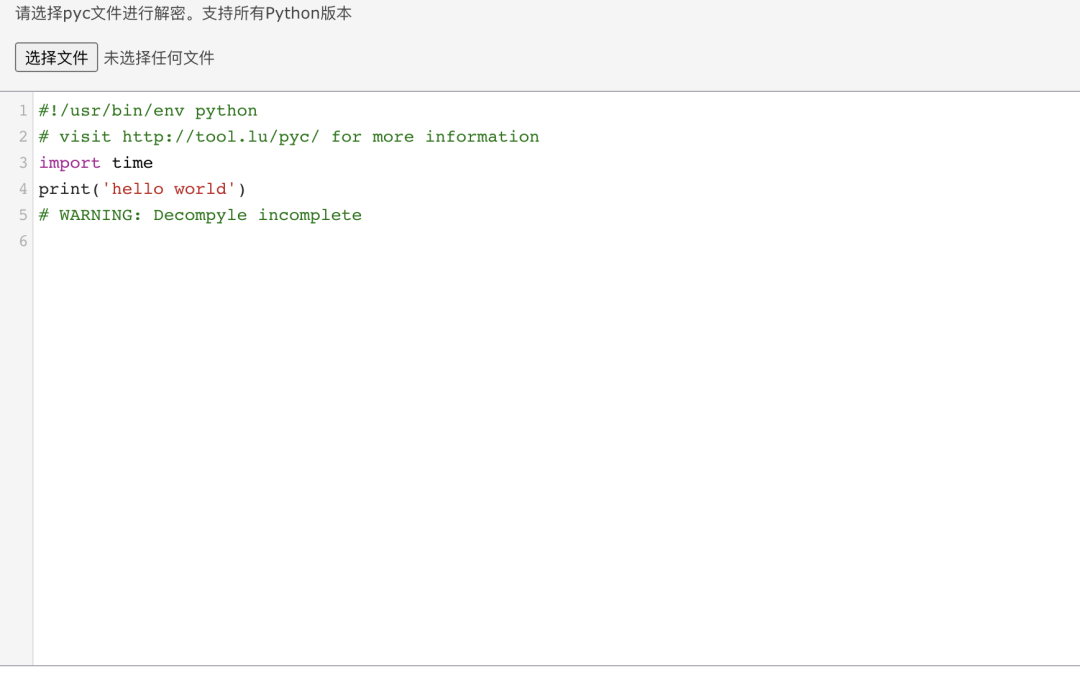 请选择pyc文件进行解密。支持所有Python版本
选择文件 未选择任何文件
1 #!/usr/bin/env python
2 # visit http://tool.lu/pyc/ for more information
3 import time
4 print('hello world')
5 # WARNING: Decompyle incomplete
6